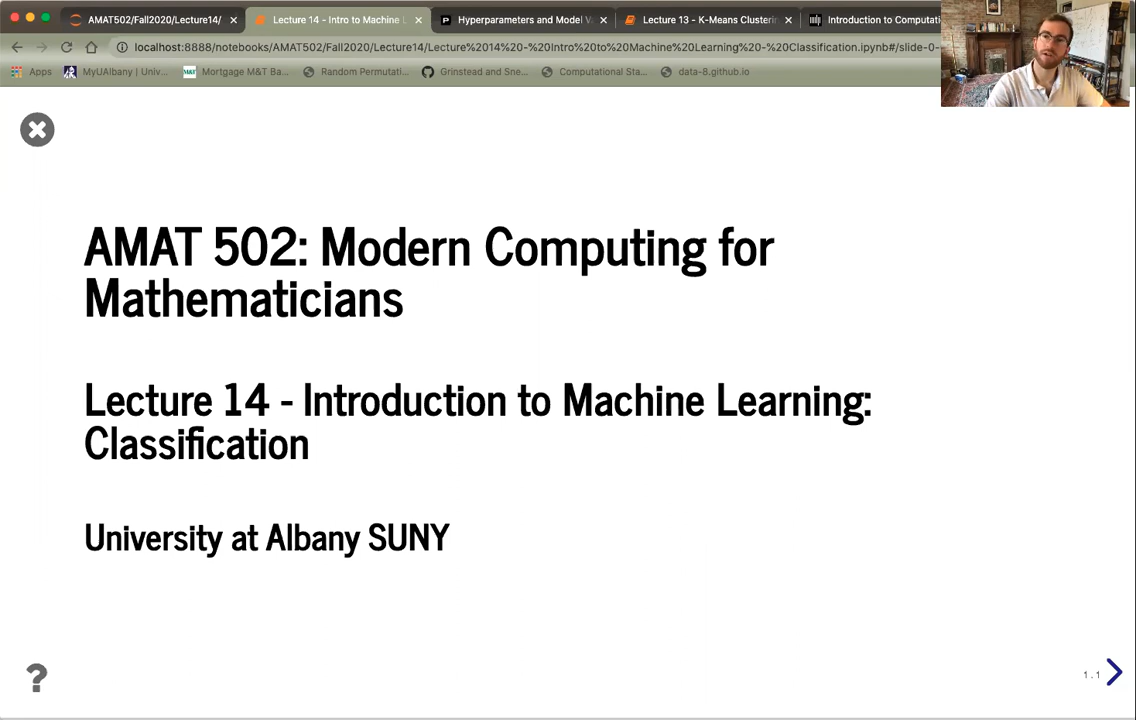 AMAT502/Fall2020/Lecture14/
Lecture 14 - Intro to Machine L
Hyperparameters and Model Va
Lecture 13 - K-Means Clusterin
Introduction to Computati
localhost:8888/notebooks/AMAT502/Fall2020/Lecture14/Lecture%2014%20-%20Intro%20to%20Machine%20Learning%20-%20Classification.ipynb#/slide-0-
Apps
MyUAlbany | Univ...
M&T
Mortgage M&T Ba...
Random Permutati...
Grinstead and Sne...
Computational Sta...
data-8.github.io
AMAT 502: Modern Computing for
Mathematicians
Lecture 14 - Introduction to Machine Learning:
Classification
University at Albany SUNY
?
1.1